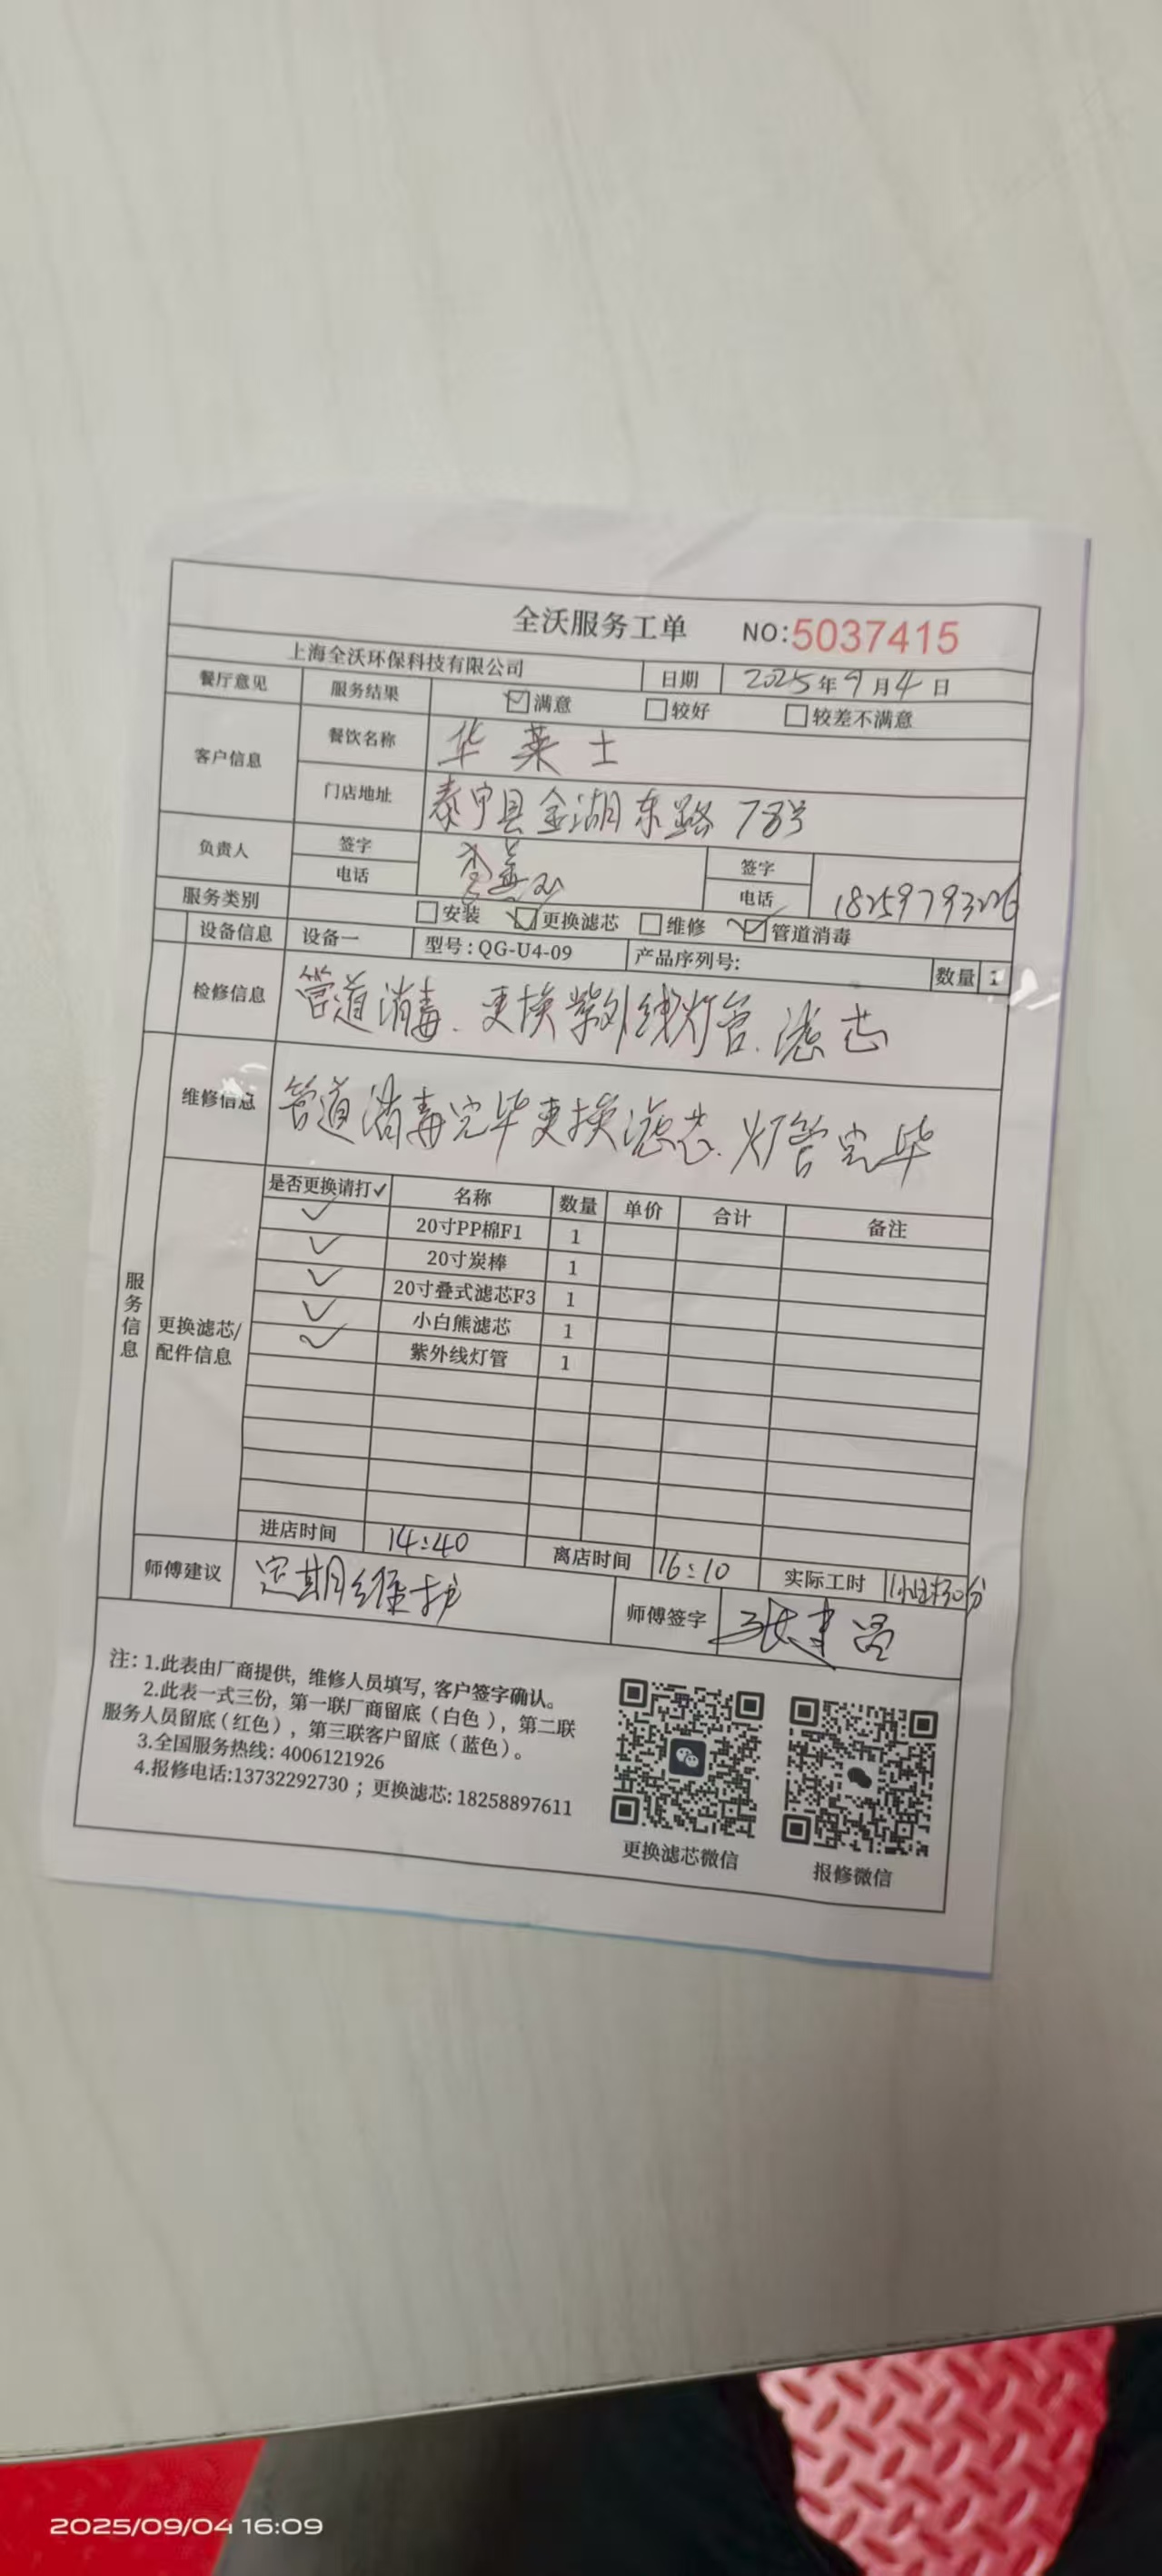 全沃服务工单 NO:5037415
上海全沃环保科技有限公司 日期 2025年9月4日
餐厅意见 服务结果 满意 较好 较差不满意
客户信息 餐饮名称 华莱士
门店地址 泰宁县金湖东路78号
负责人 签字 签字
电话 电话 18259793226
服务类别 安装 更换滤芯 维修 管道消毒
设备信息 设备一 型号:QG-U4-09 产品序列号: 数量 1
检修信息 管道消毒、更换紫外线灯管、滤芯
维修信息 管道消毒完毕更换滤芯、灯管完毕
服务信息
更换滤芯/配件信息
是否更换请打✓ 名称 数量 单价 合计 备注
✓ 20寸PP棉F1 1
✓ 20寸炭棒 1
✓ 20寸叠式滤芯F3 1
✓ 小白熊滤芯 1
✓ 紫外线灯管 1
进店时间 14:40 离店时间 16:10 实际工时 1小时30分
师傅建议 定期维护 师傅签字 张建昌
注:1.此表由厂商提供，维修人员填写，客户签字确认。
2.此表一式三份，第一联厂商留底（白色），第二联
服务人员留底（红色），第三联客户留底（蓝色）。
3.全国服务热线: 4006121926
4.报修电话:13732292730 ；更换滤芯: 18258897611
更换滤芯微信 报修微信
2025/09/04 16:09